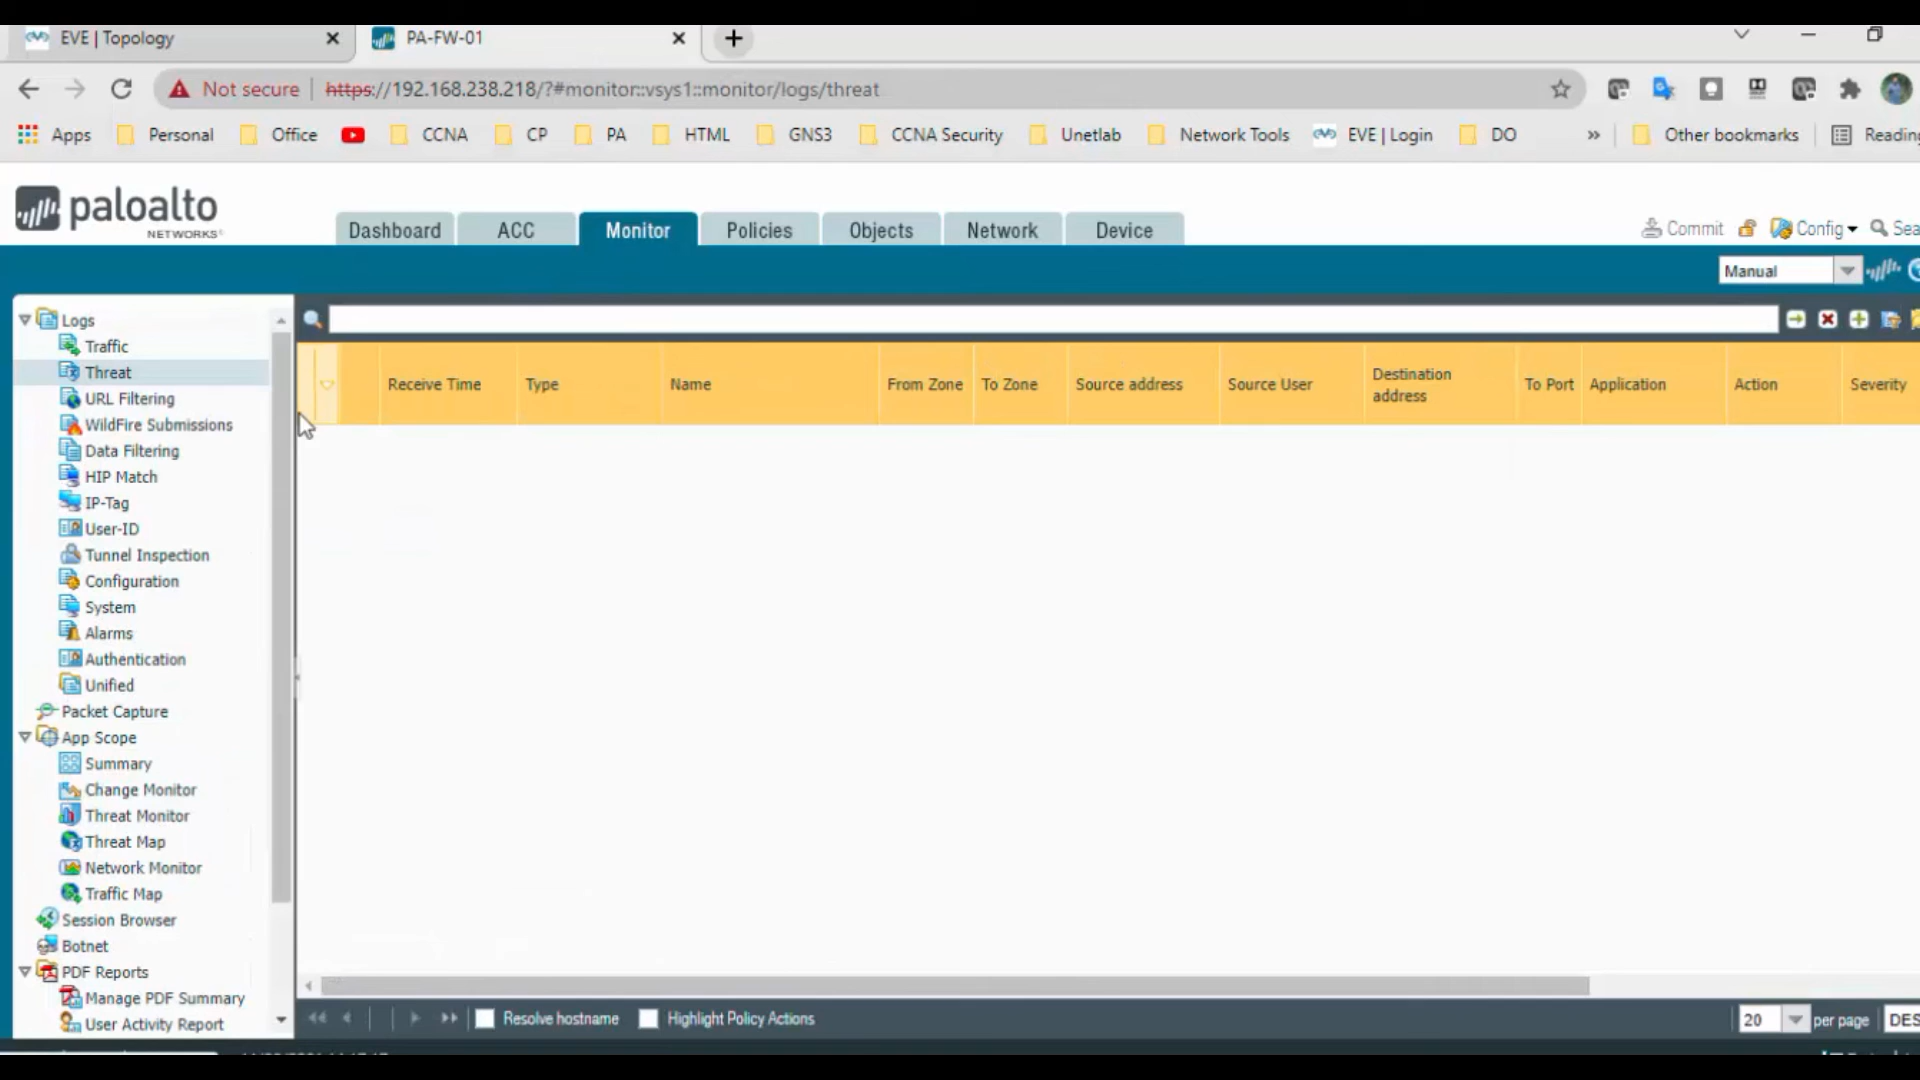 EVE | Topology
PA-FW-01
Not secure | https://192.168.238.218/?#monitor::vsys1::monitor/logs/threat
Apps Personal Office CCNA CP PA HTML GNS3 CCNA Security Unetlab Network Tools EVE | Login DO » Other bookmarks Reading
paloalto
NETWORKS
Dashboard ACC Monitor Policies Objects Network Device
Commit Config Sea
Manual
Logs
Traffic
Threat
URL Filtering
WildFire Submissions
Data Filtering
HIP Match
IP-Tag
User-ID
Tunnel Inspection
Configuration
System
Alarms
Authentication
Unified
Packet Capture
App Scope
Summary
Change Monitor
Threat Monitor
Threat Map
Network Monitor
Traffic Map
Session Browser
Botnet
PDF Reports
Manage PDF Summary
User Activity Report
Receive Time Type Name From Zone To Zone Source address Source User Destination address To Port Application Action Severity
Resolve hostname Highlight Policy Actions
20 per page DES